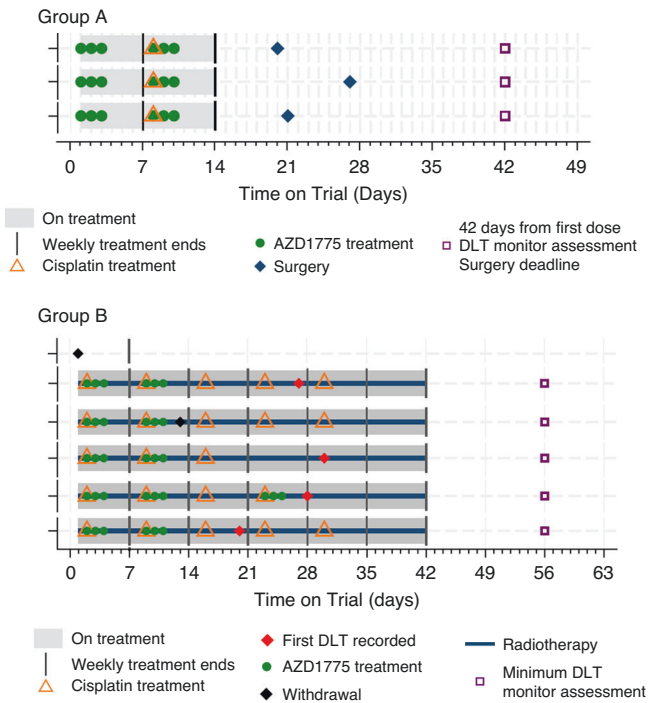 Group A
0 7 14 21 28 35 42 49
Time on Trial (Days)
On treatment
Weekly treatment ends
Cisplatin treatment
AZD1775 treatment
Surgery
42 days from first dose
DLT monitor assessment
Surgery deadline
Group B
0 7 14 21 28 35 42 49 56 63
Time on Trial (days)
On treatment
Weekly treatment ends
Cisplatin treatment
First DLT recorded
AZD1775 treatment
Withdrawal
Radiotherapy
Minimum DLT
monitor assessment